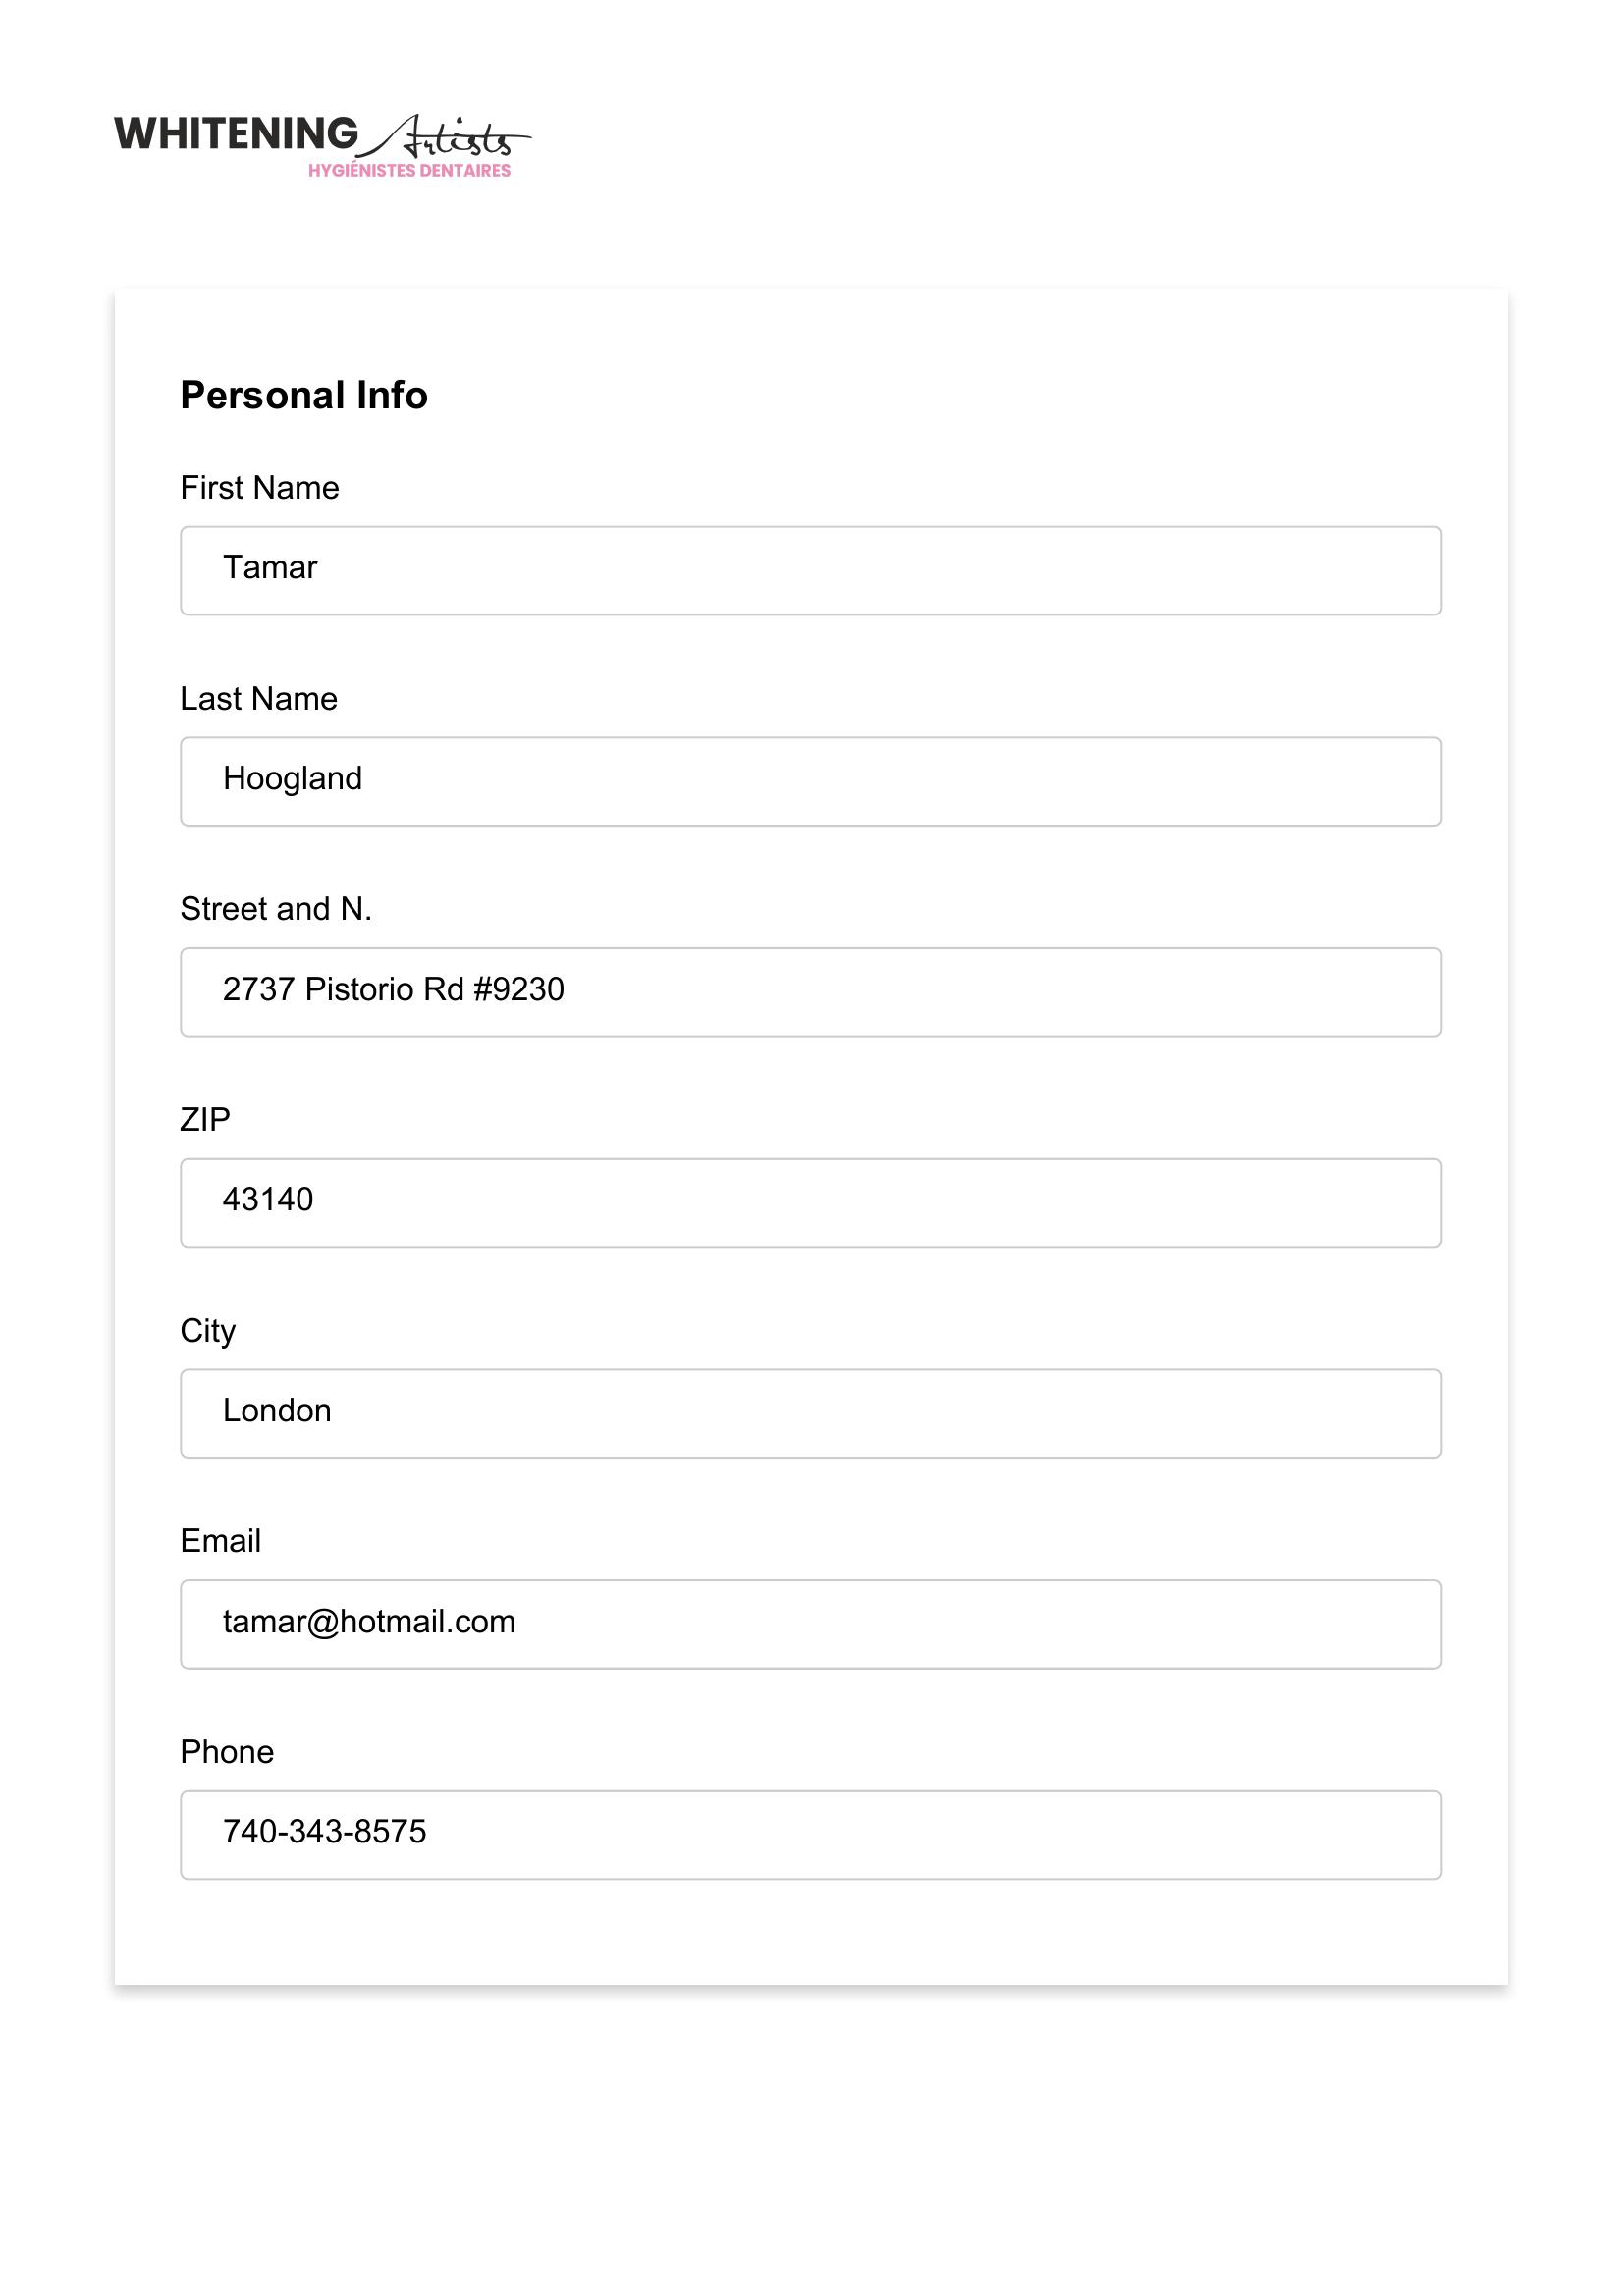 WHITENING Artists
HYGIÉNISTES DENTAIRES
Personal Info
First Name
Tamar
Last Name
Hoogland
Street and N.
2737 Pistorio Rd #9230
ZIP
43140
City
London
Email
tamar@hotmail.com
Phone
740-343-8575